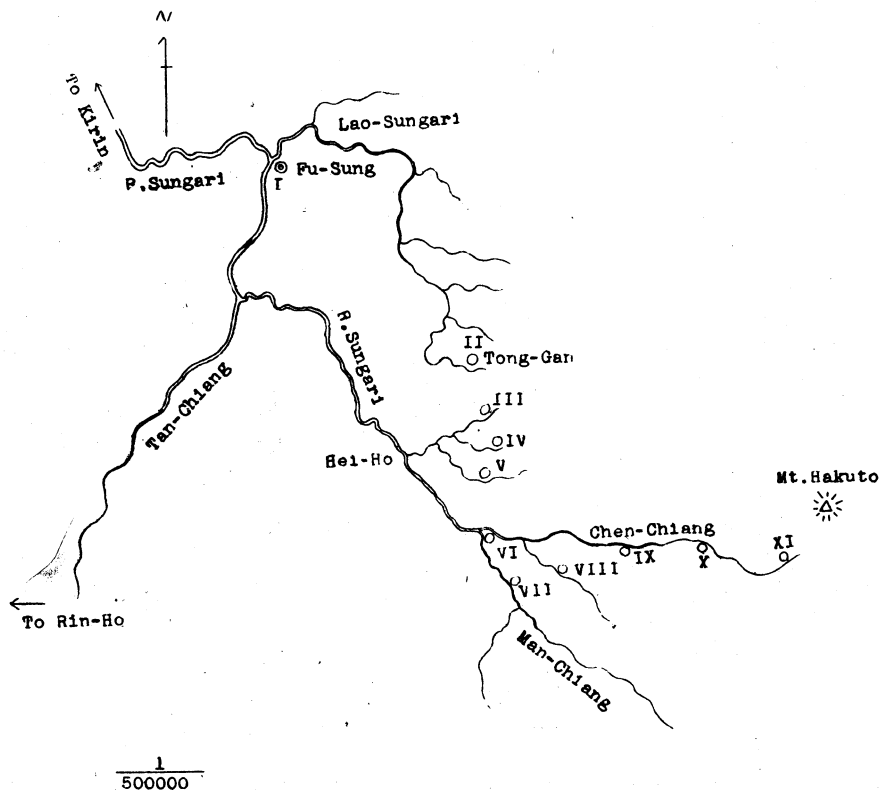 N
To Kirin
Lao-Sungari
R.Sungari
Fu-Sung
I
R.Sungari
II
Tong-Gan
Tan-Chiang
III
IV
Hei-Ho
V
Mt.Hakuto
Chen-Chiang
VI
VIII
IX
X
XI
VII
To Rin-Ho
Man-Chiang
1
500000